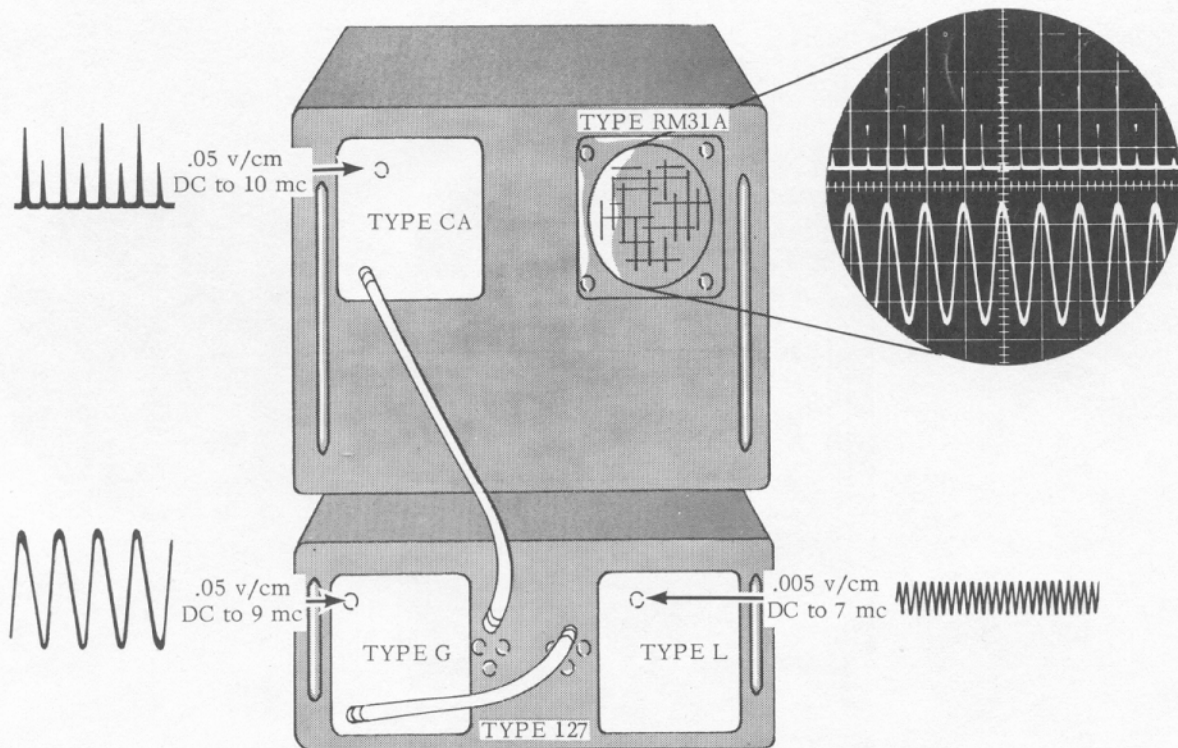 TYPE RM31A
.05 v/cm
DC to 10 mc
TYPE CA
.05 v/cm
DC to 9 mc
TYPE G
.005 v/cm
DC to 7 mc
TYPE L
TYPE 127